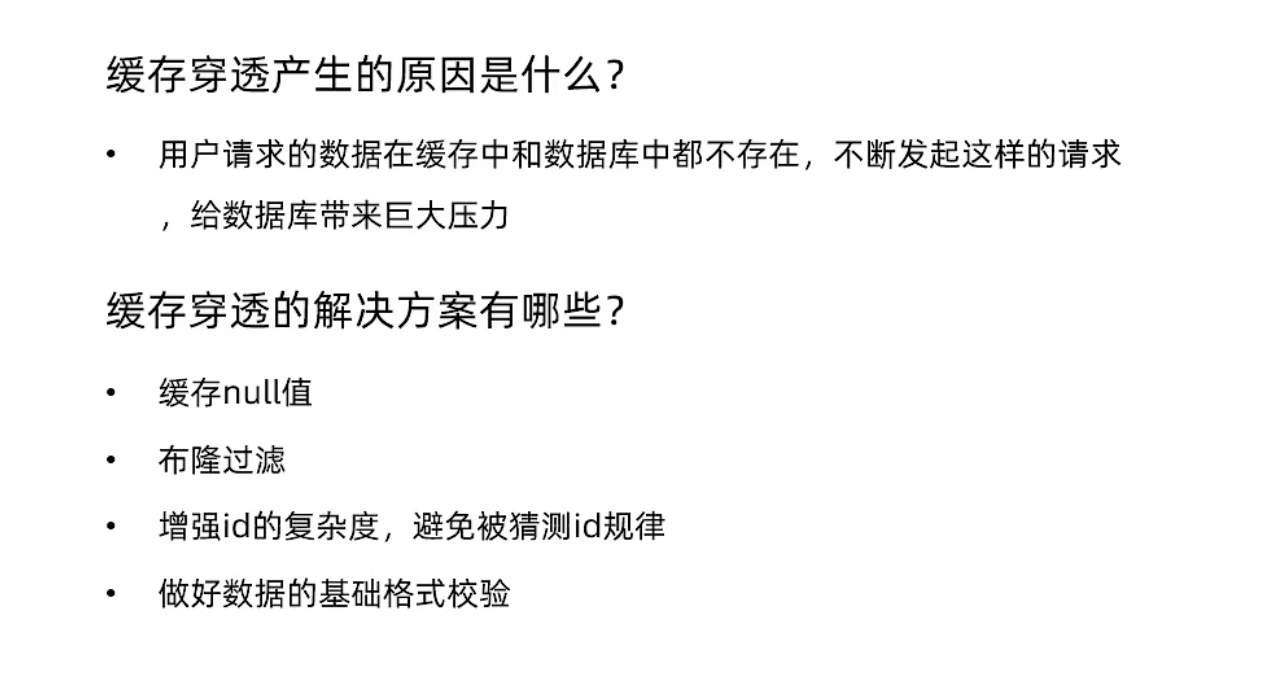 缓存穿透产生的原因是什么？
• 用户请求的数据在缓存中和数据库中都不存在，不断发起这样的请求
，给数据库带来巨大压力
缓存穿透的解决方案有哪些？
• 缓存null值
• 布隆过滤
• 增强id的复杂度，避免被猜测id规律
• 做好数据的基础格式校验